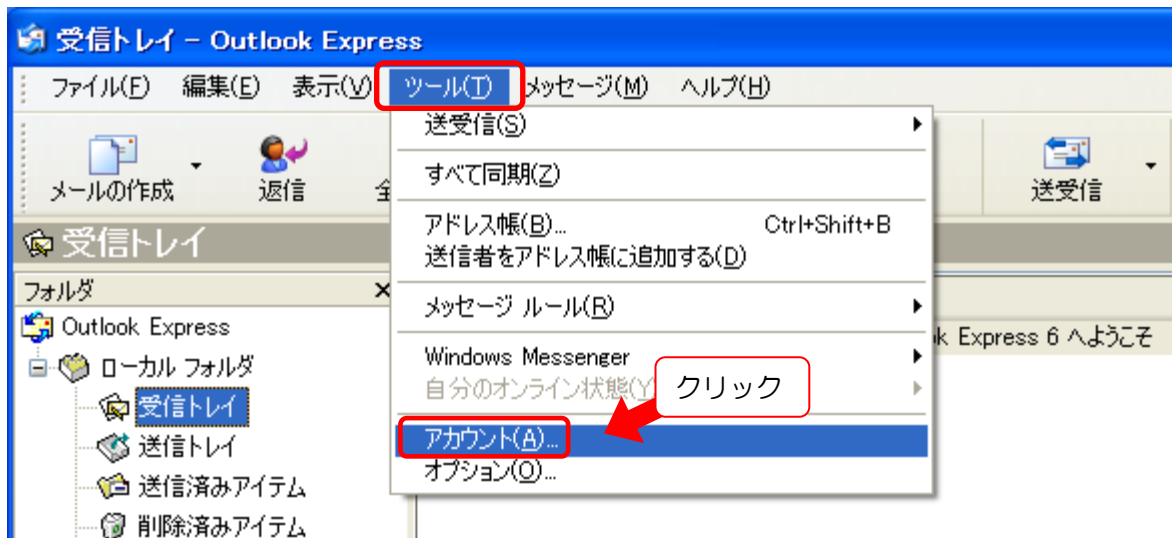 受信トレイ – Outlook Express
ファイル(F) 編集(E) 表示(V) ツール(T) メッセージ(M) ヘルプ(H)
メールの作成 返信 送受信
受信トレイ
フォルダ
Outlook Express
ローカル フォルダ
受信トレイ
送信トレイ
送信済みアイテム
削除済みアイテム
送受信(S)
すべて同期(Z)
アドレス帳(B)... Ctrl+Shift+B
送信者をアドレス帳に追加する(D)
メッセージ ルール(R)
Windows Messenger
自分のオンライン状態(Y)
アカウント(A)...
オプション(O)...
クリック
Express 6 へようこそ